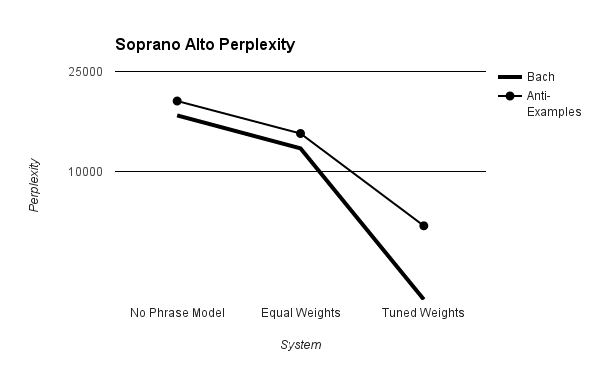 Soprano Alto Perplexity
25000
10000
Perplexity
Bach
Anti-
Examples
No Phrase Model
Equal Weights
Tuned Weights
System